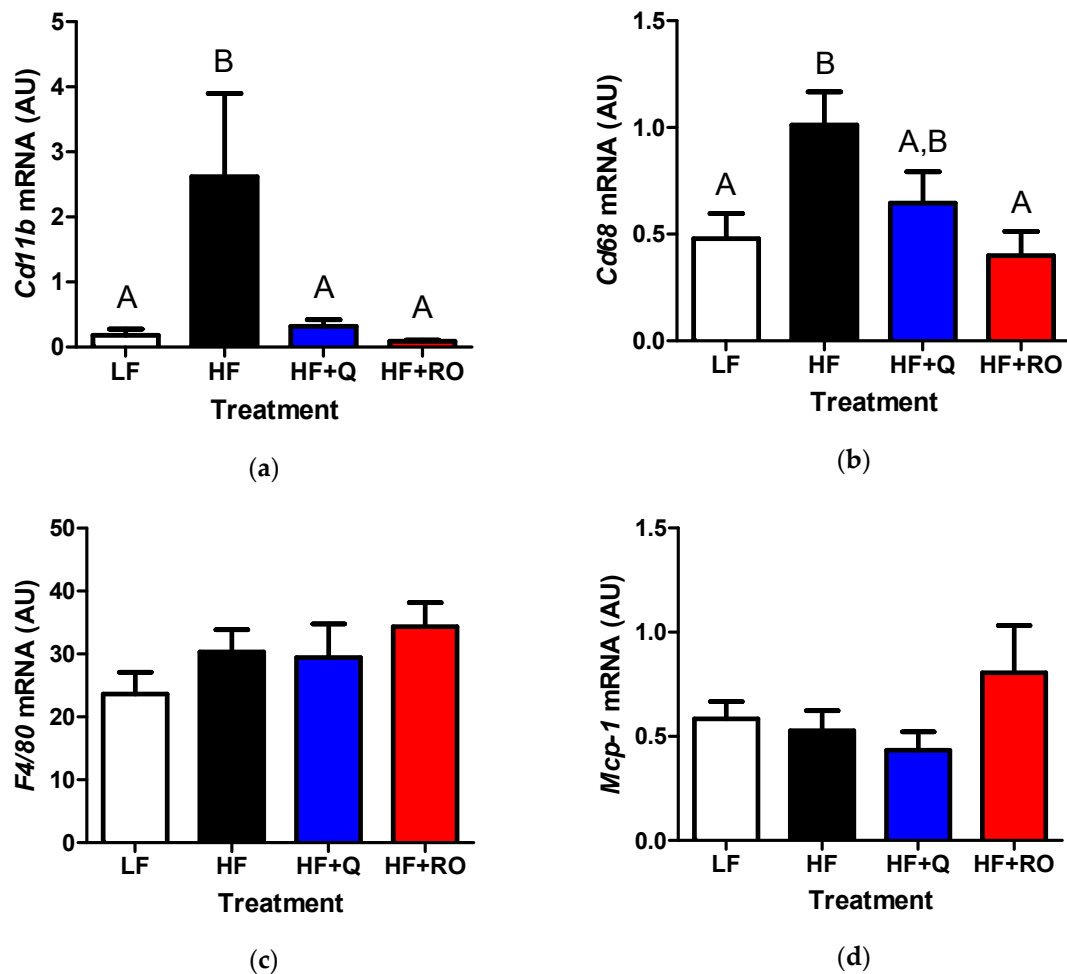 Cd11b mRNA (AU)
5
4
3
2
1
0
A
B
A
A
LF HF HF+Q HF+RO
Treatment
(a)
Cd68 mRNA (AU)
1.5
1.0
0.5
0.0
A
B
A,B
A
LF HF HF+Q HF+RO
Treatment
(b)
F4/80 mRNA (AU)
50
40
30
20
10
0
LF HF HF+Q HF+RO
Treatment
(c)
Mcp-1 mRNA (AU)
1.5
1.0
0.5
0.0
LF HF HF+Q HF+RO
Treatment
(d)